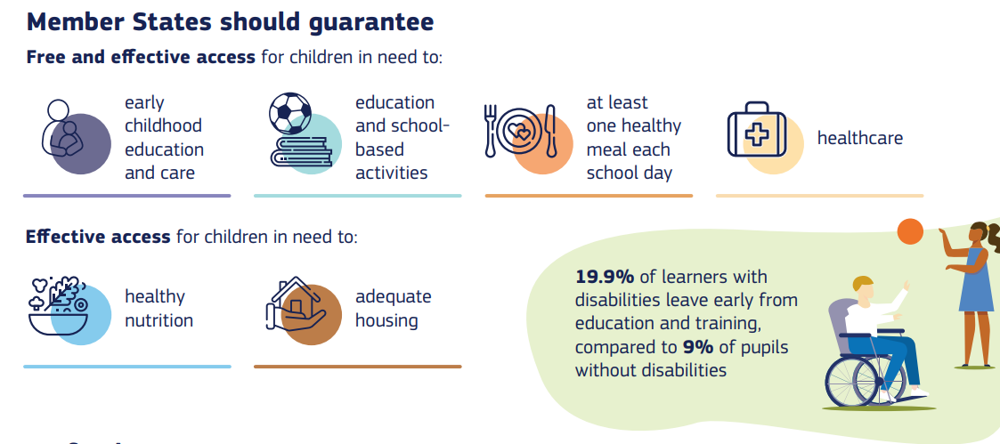 Member States should guarantee
Free and effective access for children in need to:
early
childhood
education
and care
education
and school-
based
activities
at least
one healthy
meal each
school day
healthcare
Effective access for children in need to:
healthy
nutrition
adequate
housing
19.9% of learners with
disabilities leave early from
education and training,
compared to 9% of pupils
without disabilities